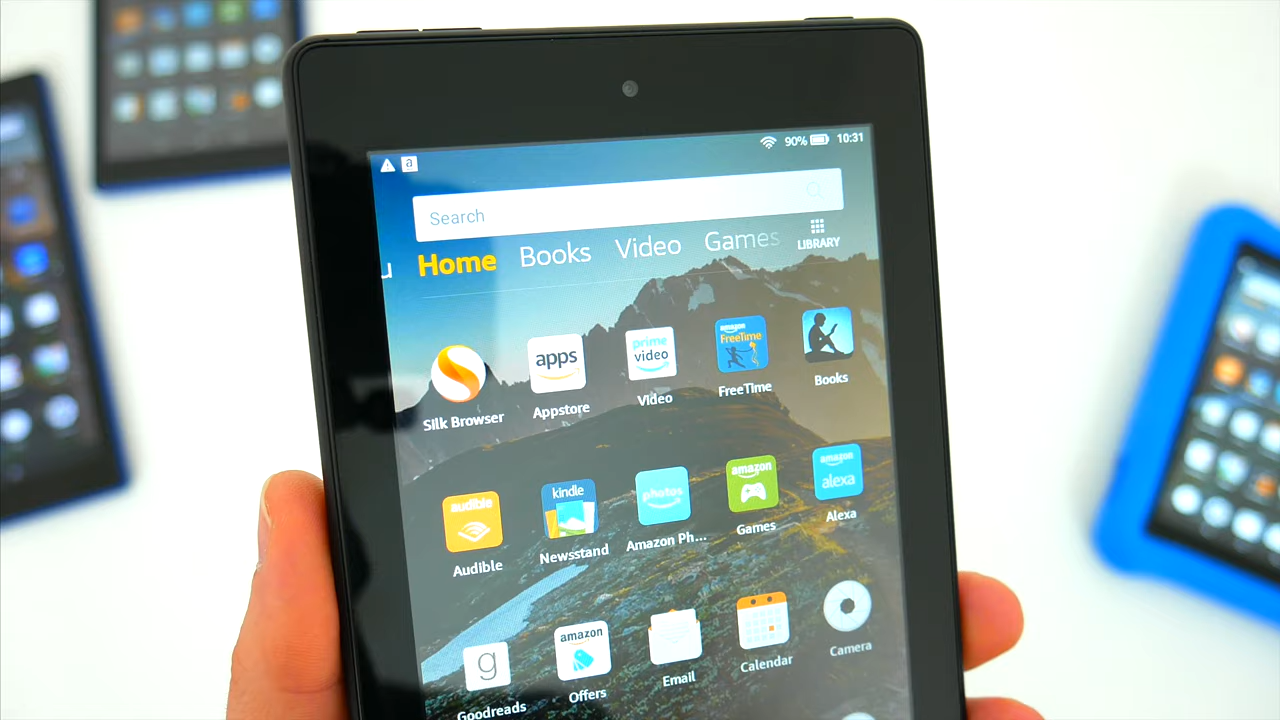 a
90% 10:31
Search
u Home Books Video Games LIBRARY
apps
prime
video
amazon
FreeTime
Silk Browser Appstore Video FreeTime Books
audible
kindle
photos
amazon
amazon
alexa
Audible Newsstand Amazon Ph... Games Alexa
g
amazon
Goodreads Offers Email Calendar Camera